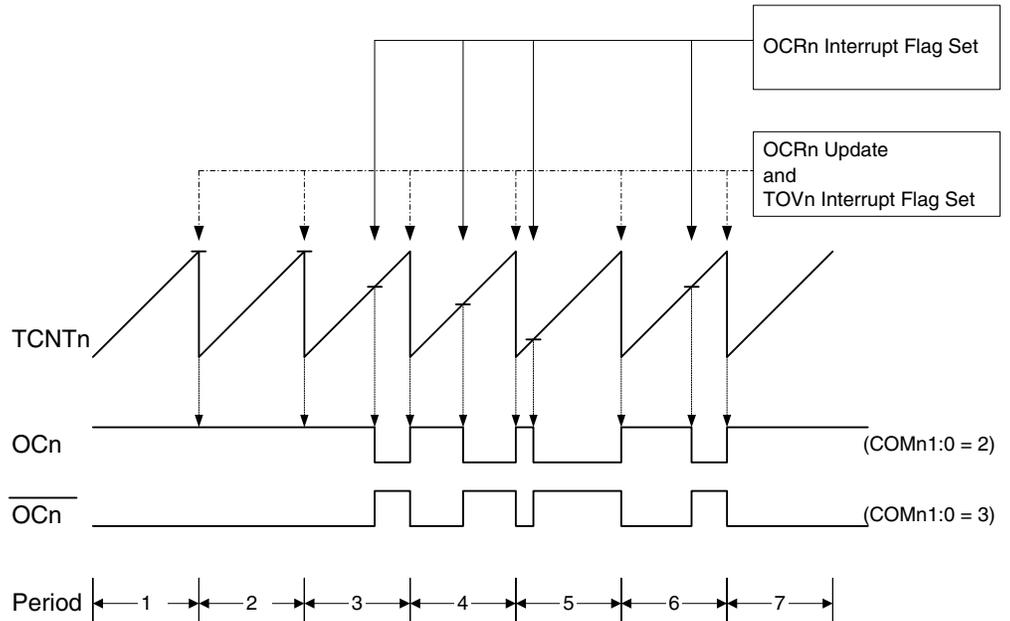 OCRn Interrupt Flag Set
OCRn Update
and
TOVn Interrupt Flag Set
TCNTn
OCn
(COMn1:0 = 2)
OCn
(COMn1:0 = 3)
Period
1
2
3
4
5
6
7